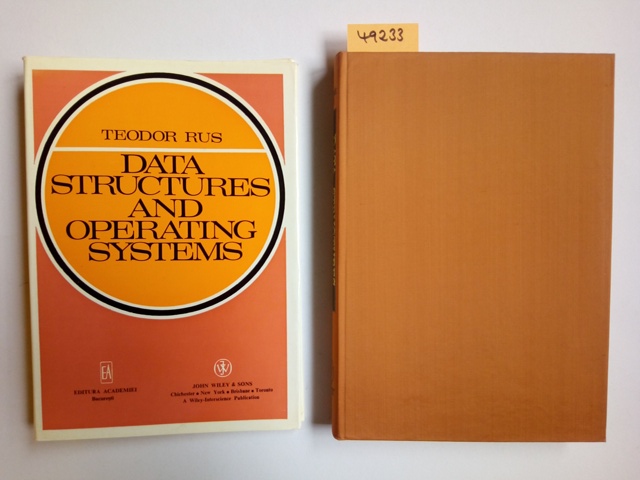 49233
TEODOR RUS
DATA
STRUCTURES
AND
OPERATING
SYSTEMS
EA
EDITURA ACADEMIEI
București
JOHN WILEY & SONS
Chichester • New York • Brisbane • Toronto
A Wiley-Interscience Publication